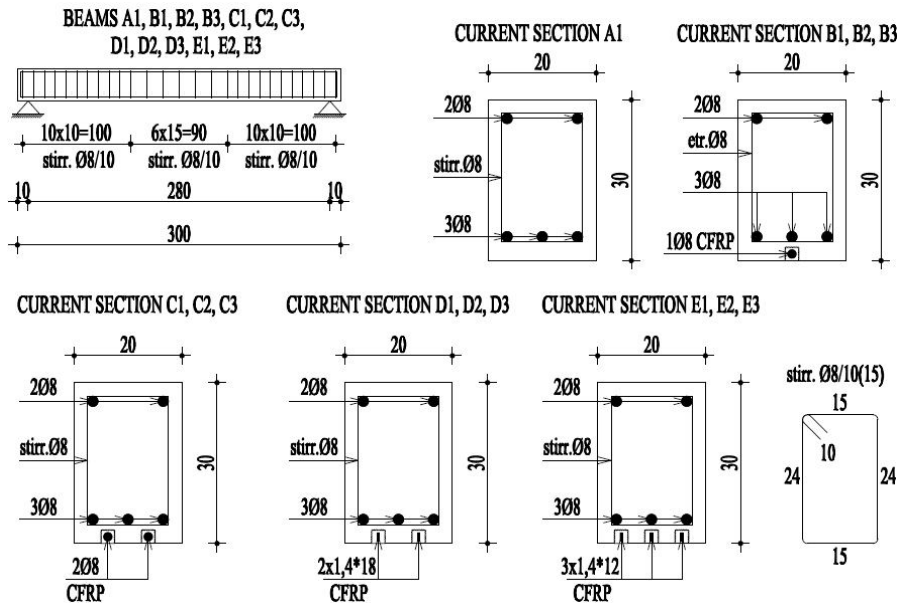 BEAMS A1, B1, B2, B3, C1, C2, C3,
D1, D2, D3, E1, E2, E3
10x10=100 6x15=90 10x10=100
stirr. Ø8/10 stirr. Ø8/10 stirr. Ø8/10
10 280 10
300
CURRENT SECTION A1
20
2Ø8
stirr.Ø8
30
3Ø8
CURRENT SECTION B1, B2, B3
20
2Ø8
etr.Ø8
3Ø8
30
1Ø8 CFRP
CURRENT SECTION C1, C2, C3
20
2Ø8
stirr.Ø8
30
3Ø8
2Ø8
CFRP
CURRENT SECTION D1, D2, D3
20
2Ø8
stirr.Ø8
30
3Ø8
2x1,4*18
CFRP
CURRENT SECTION E1, E2, E3
20
2Ø8
stirr.Ø8
30
3Ø8
3x1,4*12
CFRP
stirr. Ø8/10(15)
15
10
24 24
15